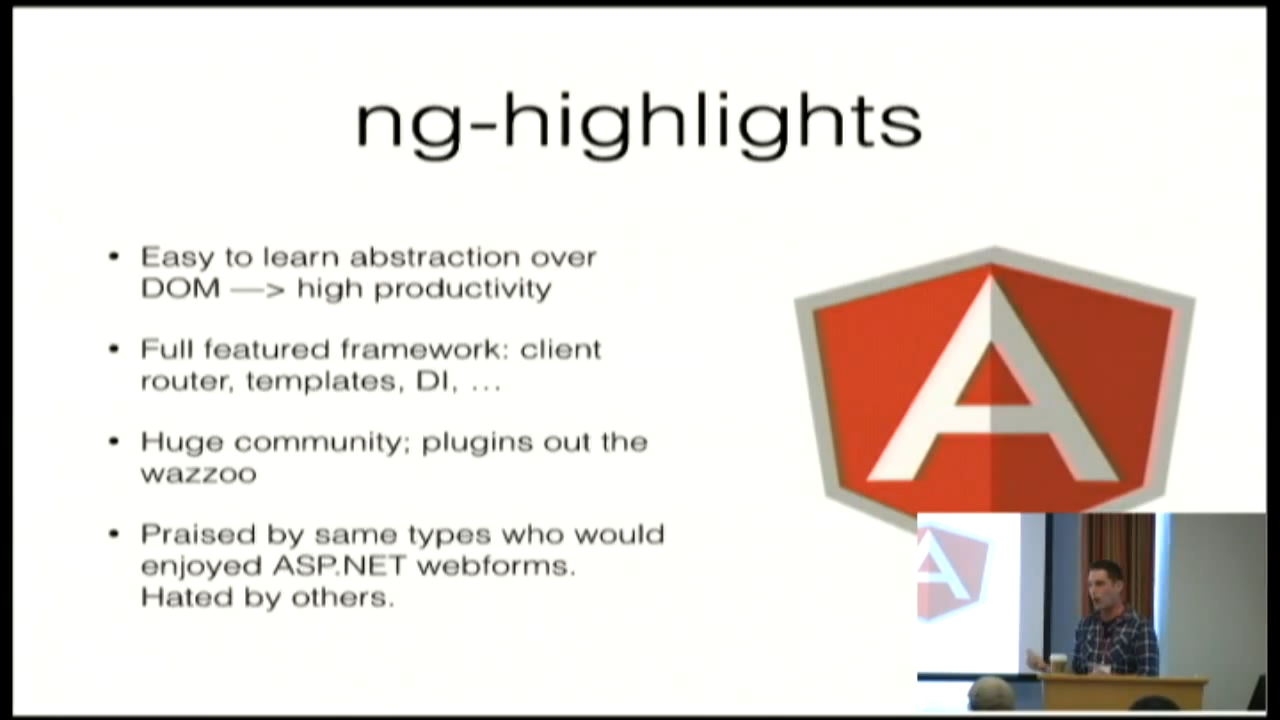 ng-highlights
• Easy to learn abstraction over
DOM —> high productivity
• Full featured framework: client
router, templates, DI, …
• Huge community; plugins out the
wazzoo
• Praised by same types who would
enjoyed ASP.NET webforms.
Hated by others.
A